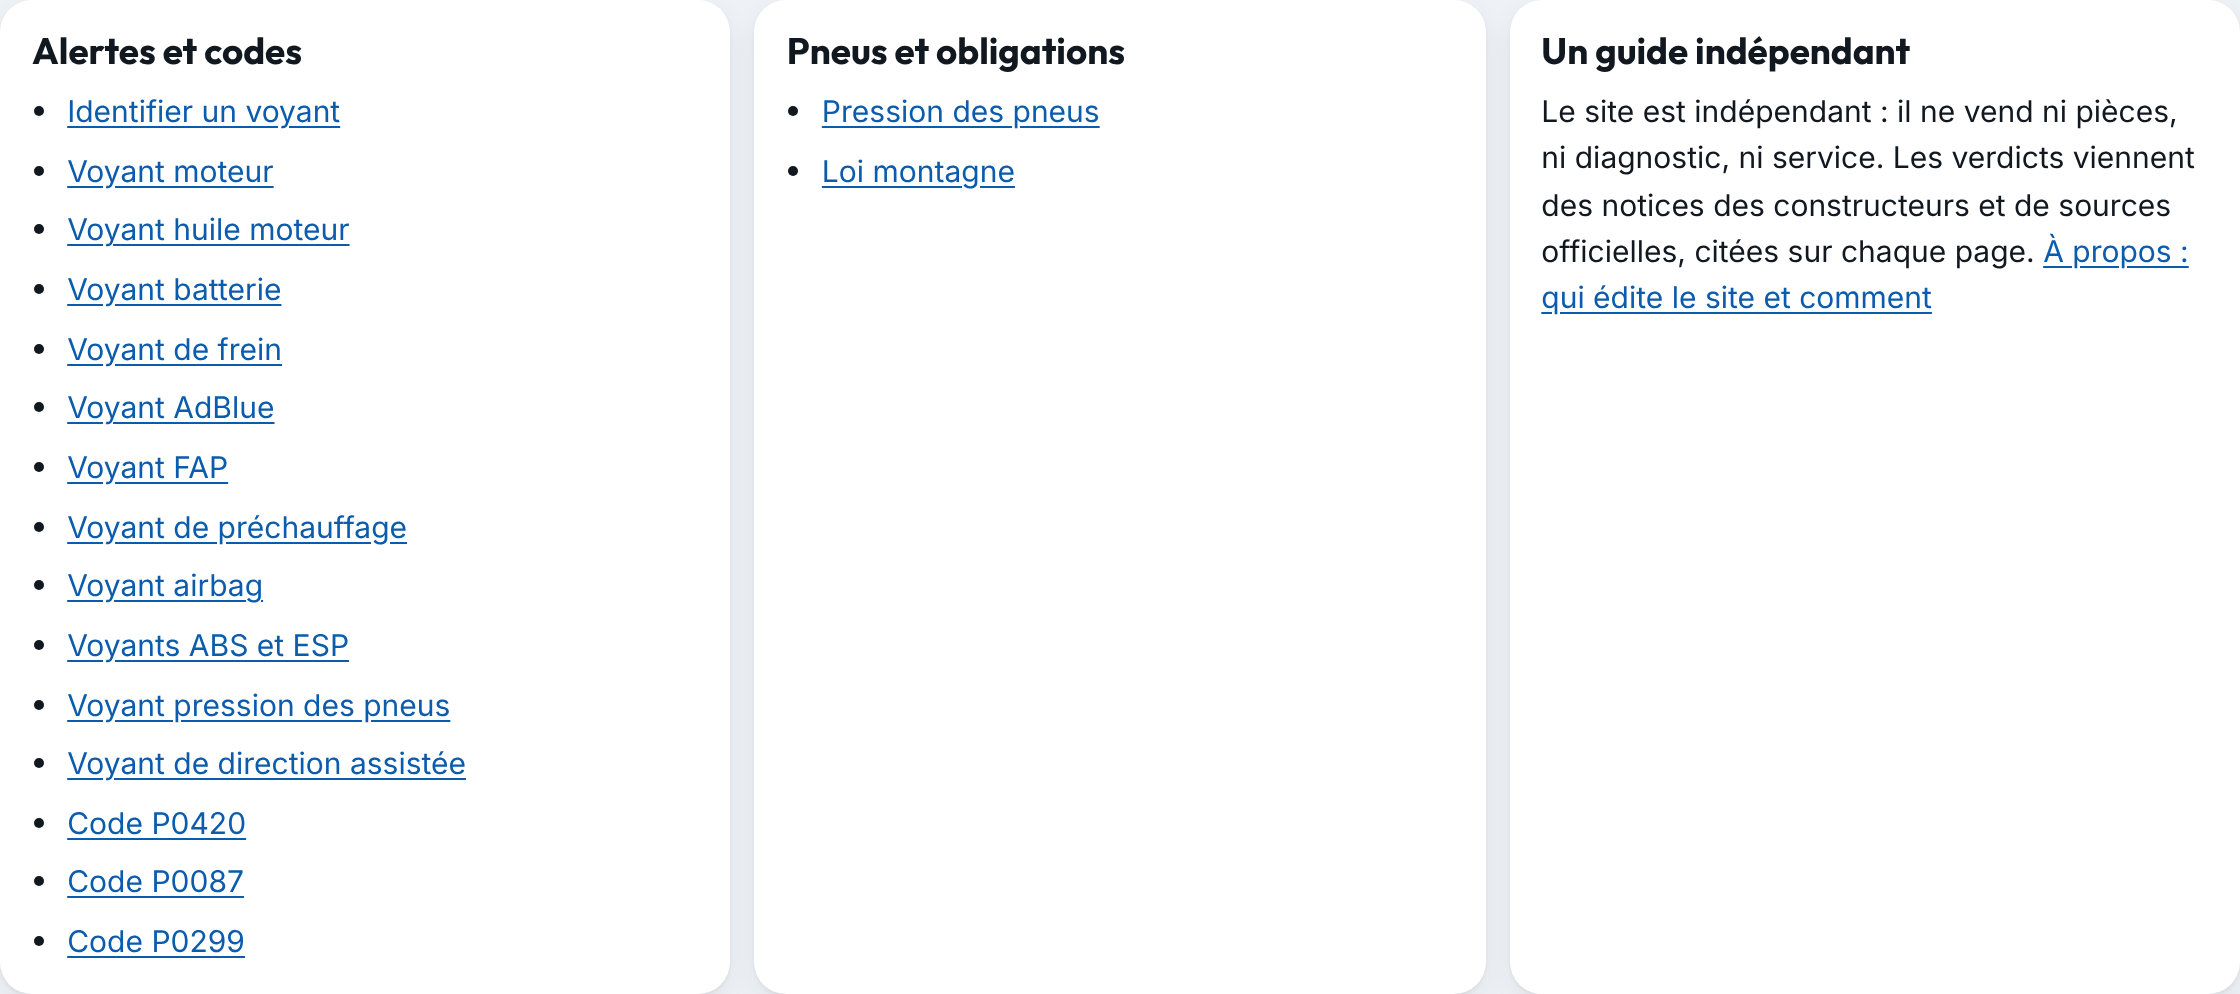 Alertes et codes
Identifier un voyant
Voyant moteur
Voyant huile moteur
Voyant batterie
Voyant de frein
Voyant AdBlue
Voyant FAP
Voyant de préchauffage
Voyant airbag
Voyants ABS et ESP
Voyant pression des pneus
Voyant de direction assistée
Code P0420
Code P0087
Code P0299
Pneus et obligations
Pression des pneus
Loi montagne
Un guide indépendant
Le site est indépendant : il ne vend ni pièces,
ni diagnostic, ni service. Les verdicts viennent
des notices des constructeurs et de sources
officielles, citées sur chaque page. À propos :
qui édite le site et comment